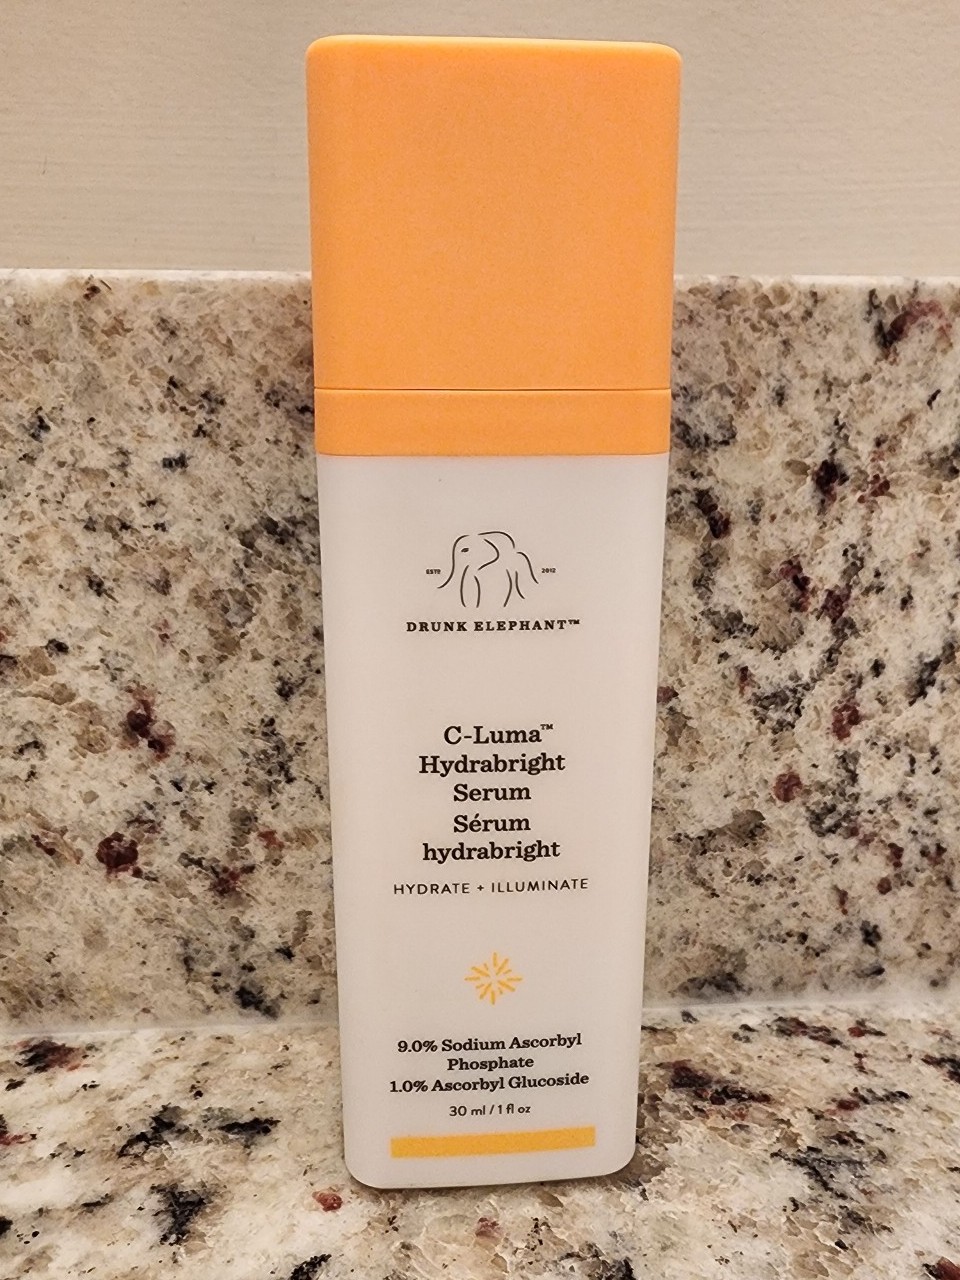 ESTD 2012
DRUNK ELEPHANT™
C-Luma™
Hydrabright
Serum
Sérum
hydrabright
HYDRATE + ILLUMINATE
9.0% Sodium Ascorbyl
Phosphate
1.0% Ascorbyl Glucoside
30 ml / 1 fl oz